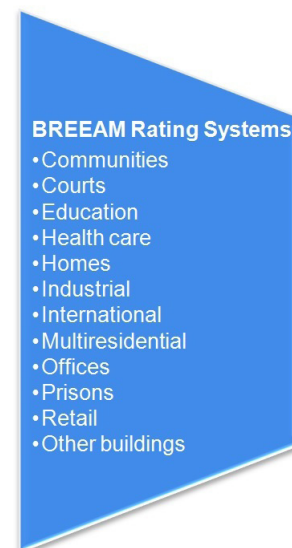 BREEAM Rating Systems
•Communities
•Courts
•Education
•Health care
•Homes
•Industrial
•International
•Multiresidential
•Offices
•Prisons
•Retail
•Other buildings